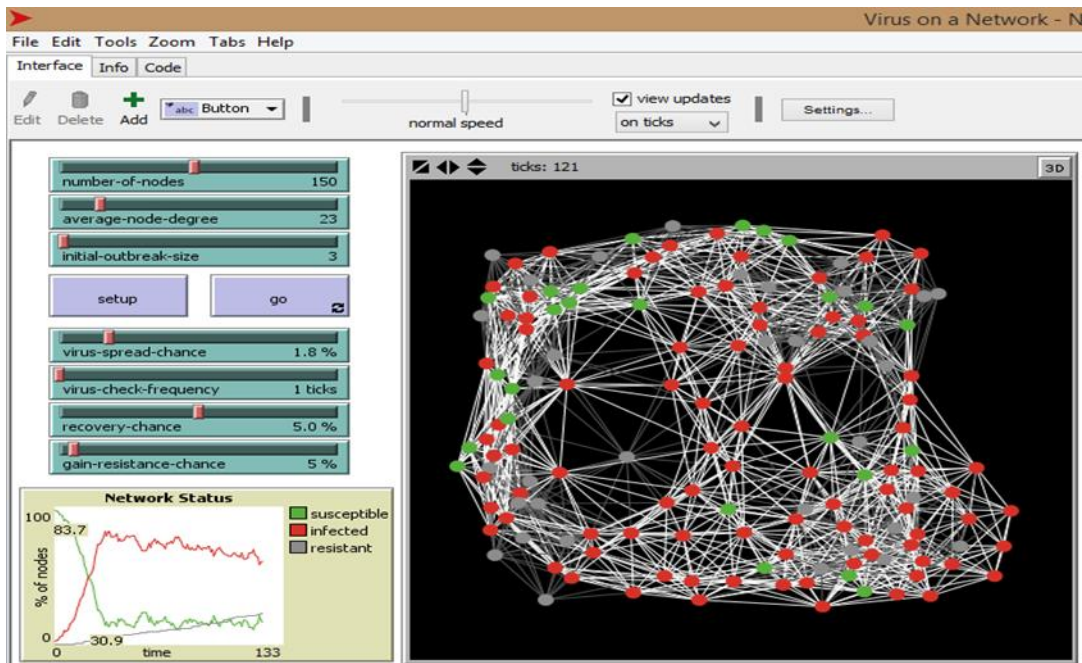 Virus on a Network - N
File Edit Tools Zoom Tabs Help
Interface Info Code
Edit Delete Add abc Button normal speed view updates on ticks Settings...
number-of-nodes 150
average-node-degree 23
initial-outbreak-size 3
setup go
virus-spread-chance 1.8 %
virus-check-frequency 1 ticks
recovery-chance 5.0 %
gain-resistance-chance 5 %
Network Status
100
83.7
% of nodes
0
30.9
0 time 133
susceptible
infected
resistant
ticks: 121 3D